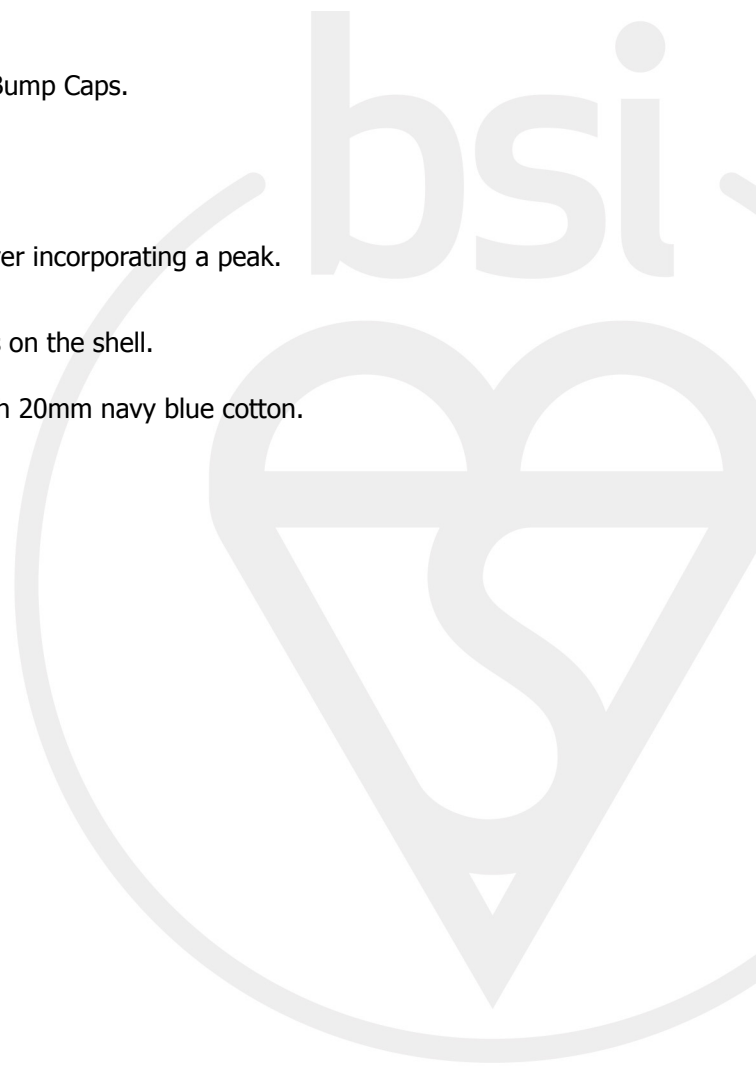 bsi
Bump Caps.
er incorporating a peak.
on the shell.
20mm navy blue cotton.